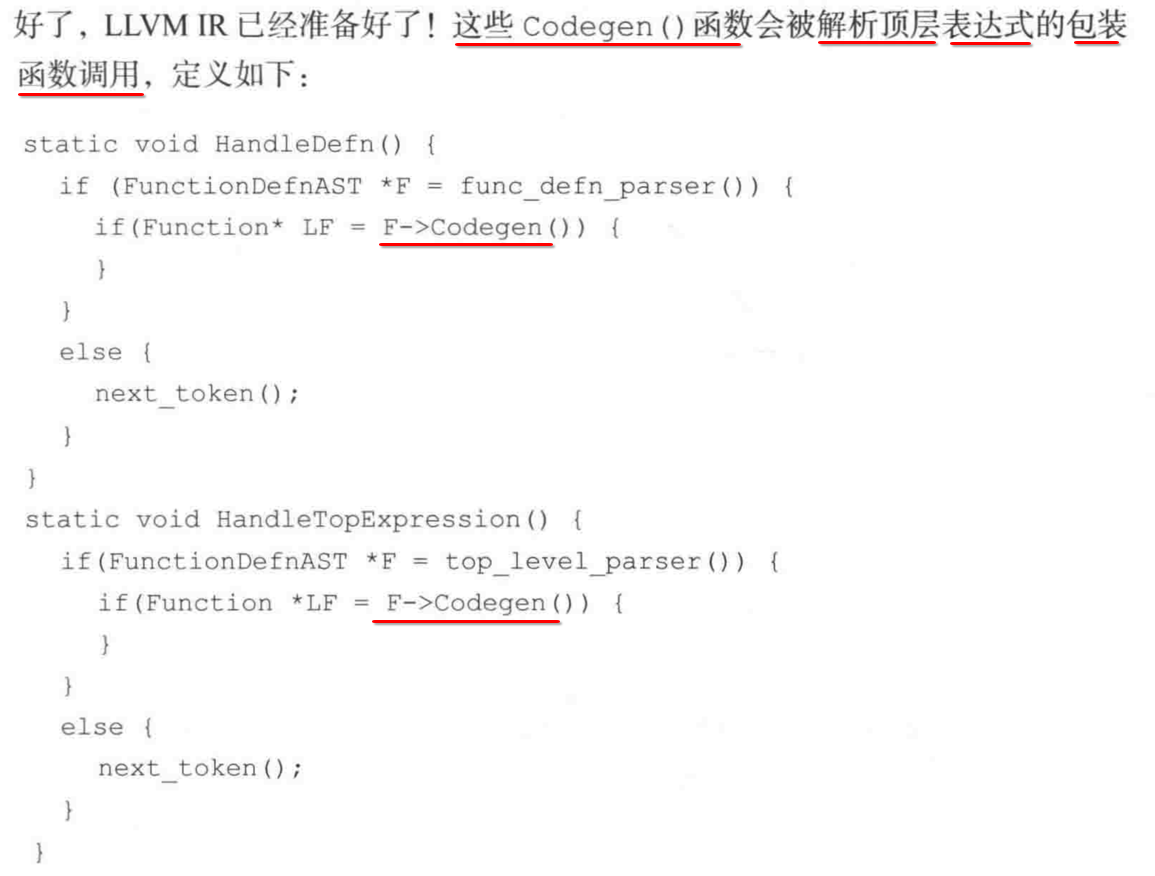 好了，LLVM IR 已经准备好了！这些 Codegen()函数会被解析顶层表达式的包装
函数调用，定义如下：
static void HandleDefn() {
if (FunctionDefnAST *F = func_defn_parser()) {
if(Function* LF = F->Codegen()) {
}
}
else {
next_token();
}
}
static void HandleTopExpression() {
if(FunctionDefnAST *F = top_level_parser()) {
if(Function *LF = F->Codegen()) {
}
}
else {
next_token();
}
}